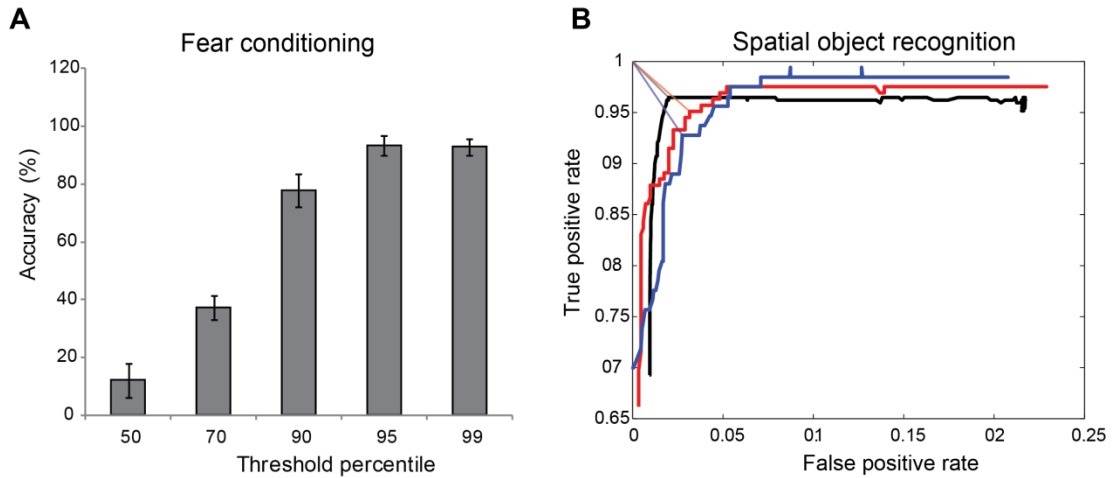 A
Fear conditioning
Accuracy (%)
120
100
80
60
40
20
0
50 70 90 95 99
Threshold percentile
B
Spatial object recognition
True positive rate
1
0.95
09
0.85
08
0.75
07
0.65
0 0.05 0.1 0.15 02 0.25
False positive rate